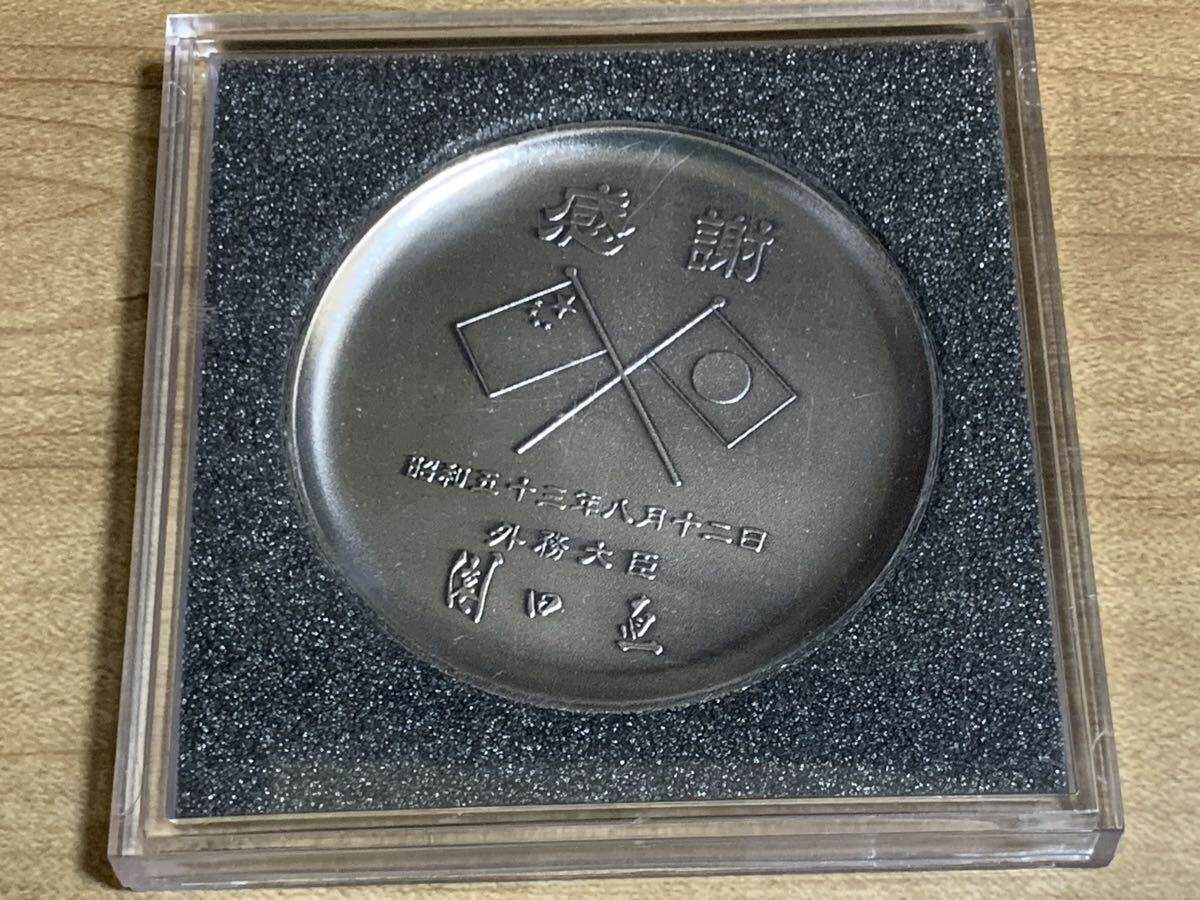 感謝
昭和五十三年八月十二日
外務大臣
園田直